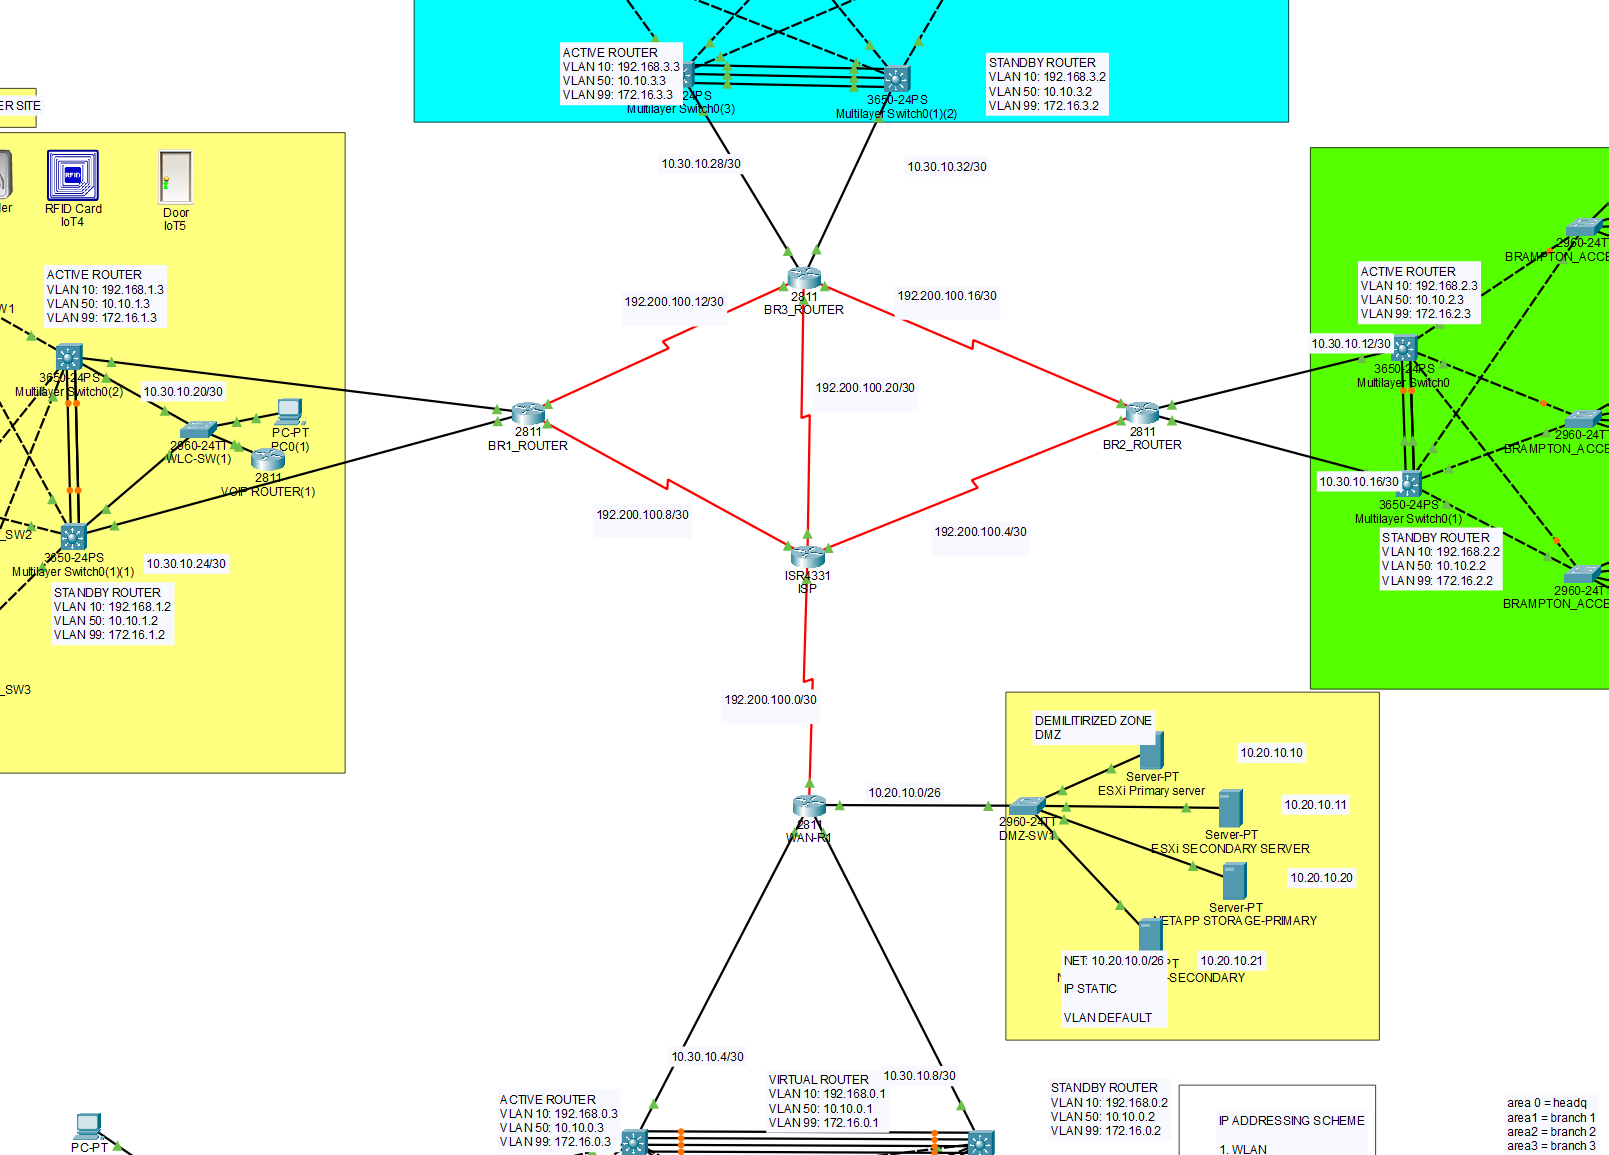 ACTIVE ROUTER
VLAN 10: 192.168.3.3
VLAN 50: 10.10.3.3
VLAN 99: 172.16.3.3
24PS
Multilayer Switch0(3)
3650-24PS
Multilayer Switch0(1)(2)
STANDBY ROUTER
VLAN 10: 192.168.3.2
VLAN 50: 10.10.3.2
VLAN 99: 172.16.3.2
ER SITE
10.30.10.28/30
10.30.10.32/30
RFID
RFID Card
IoT4
Door
IoT5
ACTIVE ROUTER
VLAN 10: 192.168.1.3
VLAN 50: 10.10.1.3
VLAN 99: 172.16.1.3
W1
3650-24PS
Multilayer Switch0(2)
10.30.10.20/30
PC-PT
PC0(1)
2960-24TT
WLC-SW(1)
2811
VOIP ROUTER(1)
_SW2
3650-24PS
Multilayer Switch0(1)(1)
10.30.10.24/30
STANDBY ROUTER
VLAN 10: 192.168.1.2
VLAN 50: 10.10.1.2
VLAN 99: 172.16.1.2
_SW3
2811
BR3_ROUTER
192.200.100.12/30
192.200.100.16/30
192.200.100.20/30
2811
BR1_ROUTER
2811
BR2_ROUTER
192.200.100.8/30
192.200.100.4/30
ISR4331
ISP
192.200.100.0/30
2960-24T
BRAMPTON_ACCE
ACTIVE ROUTER
VLAN 10: 192.168.2.3
VLAN 50: 10.10.2.3
VLAN 99: 172.16.2.3
10.30.10.12/30
3650-24PS
Multilayer Switch0
2960-24T
BRAMPTON_ACCE
10.30.10.16/30
3650-24PS
Multilayer Switch0(1)
STANDBY ROUTER
VLAN 10: 192.168.2.2
VLAN 50: 10.10.2.2
VLAN 99: 172.16.2.2
2960-24T
BRAMPTON_ACCE
2811
WAN-R1
10.20.10.0/26
DEMILITIRIZED ZONE
DMZ
10.20.10.10
Server-PT
ESXi Primary server
10.20.10.11
2960-24TT
DMZ-SW1
Server-PT
ESXi SECONDARY SERVER
10.20.10.20
Server-PT
NETAPP STORAGE-PRIMARY
NET: 10.20.10.0/26
PT
10.20.10.21
-SECONDARY
IP STATIC
VLAN DEFAULT
10.30.10.4/30
10.30.10.8/30
ACTIVE ROUTER
VLAN 10: 192.168.0.3
VLAN 50: 10.10.0.3
VLAN 99: 172.16.0.3
VIRTUAL ROUTER
VLAN 10: 192.168.0.1
VLAN 50: 10.10.0.1
VLAN 99: 172.16.0.1
STANDBY ROUTER
VLAN 10: 192.168.0.2
VLAN 50: 10.10.0.2
VLAN 99: 172.16.0.2
IP ADDRESSING SCHEME
1. WLAN
area 0 = headq
area1 = branch 1
area2 = branch 2
area3 = branch 3
PC-PT